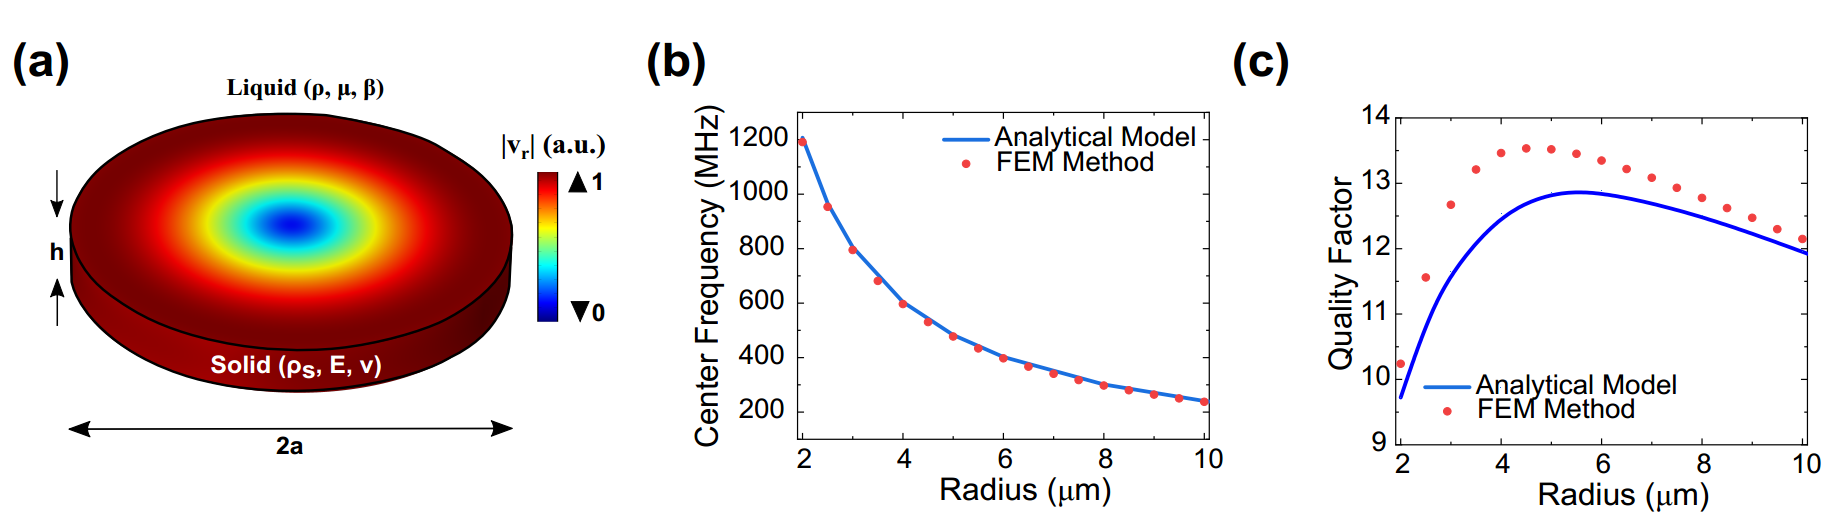 (a)
Liquid (ρ, μ, β)
|vr| (a.u.)
1
0
h
Solid (ρs, E, ν)
2a
(b)
Center Frequency (MHz)
1200
1000
800
600
400
200
2 4 6 8 10
Radius (μm)
Analytical Model
FEM Method
(c)
Quality Factor
14
13
12
11
10
9
2 4 6 8 10
Radius (μm)
Analytical Model
FEM Method